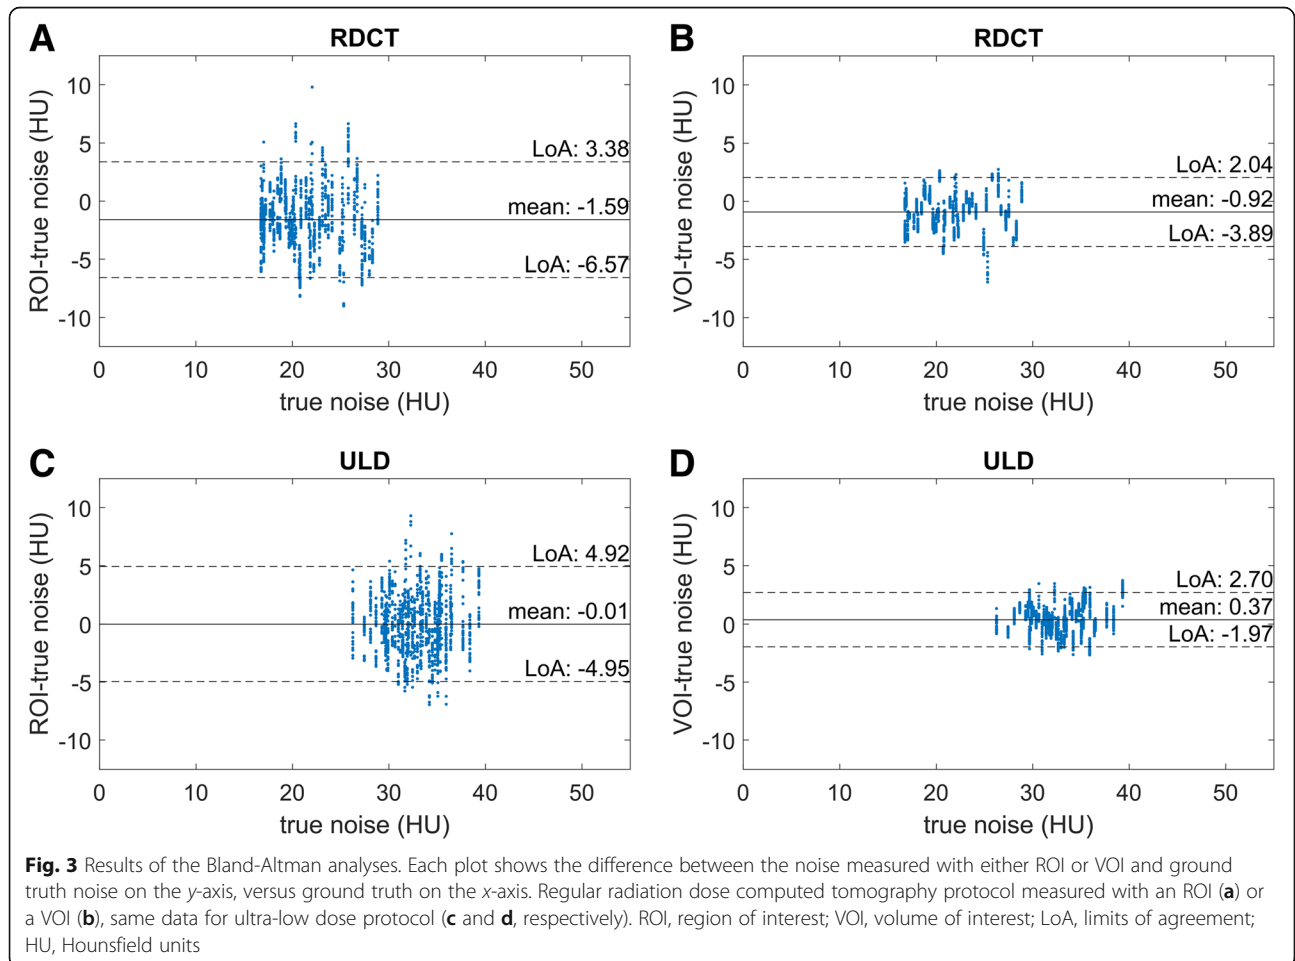 A
RDCT
10
5
0
-5
-10
ROI-true noise (HU)
LoA: 3.38
mean: -1.59
LoA: -6.57
0 10 20 30 40 50
true noise (HU)
B
RDCT
10
5
0
-5
-10
VOI-true noise (HU)
LoA: 2.04
mean: -0.92
LoA: -3.89
0 10 20 30 40 50
true noise (HU)
C
ULD
10
5
0
-5
-10
ROI-true noise (HU)
LoA: 4.92
mean: -0.01
LoA: -4.95
0 10 20 30 40 50
true noise (HU)
D
ULD
10
5
0
-5
-10
VOI-true noise (HU)
LoA: 2.70
mean: 0.37
LoA: -1.97
0 10 20 30 40 50
true noise (HU)
Fig. 3 Results of the Bland-Altman analyses. Each plot shows the difference between the noise measured with either ROI or VOI and ground
truth noise on the y-axis, versus ground truth on the x-axis. Regular radiation dose computed tomography protocol measured with an ROI (a) or
a VOI (b), same data for ultra-low dose protocol (c and d, respectively). ROI, region of interest; VOI, volume of interest; LoA, limits of agreement;
HU, Hounsfield units